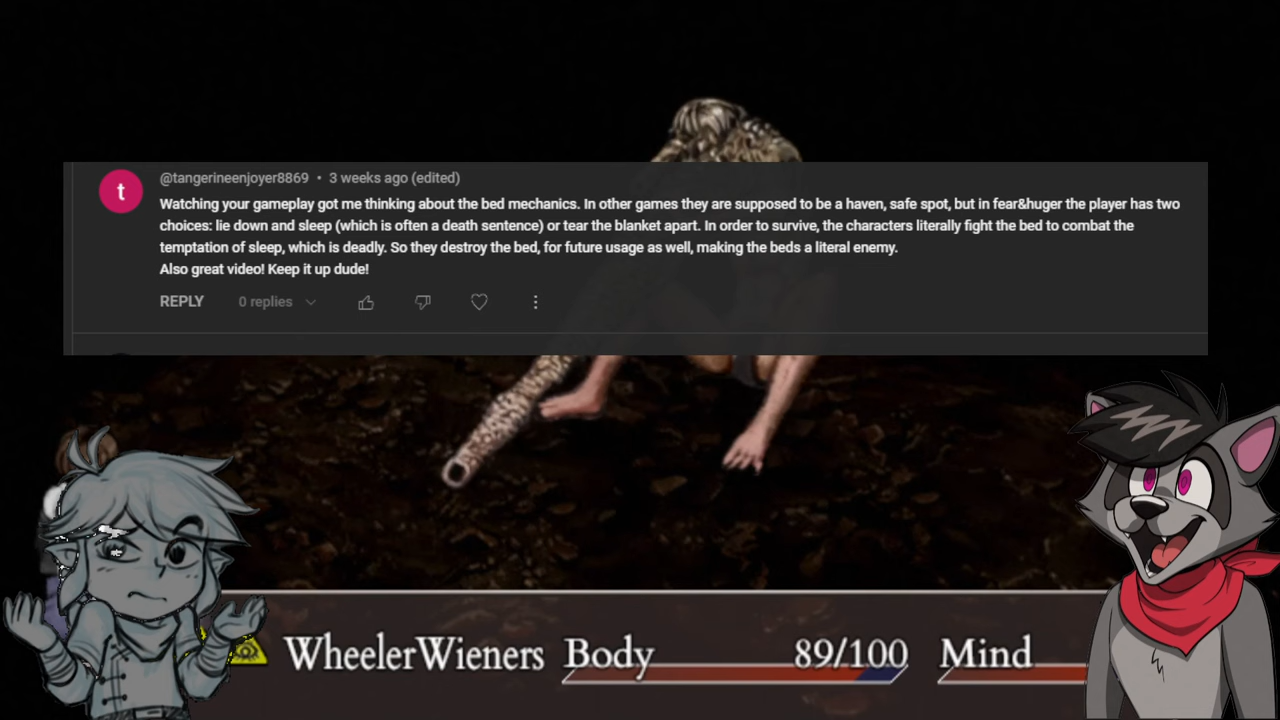 t
@tangerineenjoyer8869 • 3 weeks ago (edited)
Watching your gameplay got me thinking about the bed mechanics. In other games they are supposed to be a haven, safe spot, but in fear&huger the player has two
choices: lie down and sleep (which is often a death sentence) or tear the blanket apart. In order to survive, the characters literally fight the bed to combat the
temptation of sleep, which is deadly. So they destroy the bed, for future usage as well, making the beds a literal enemy.
Also great video! Keep it up dude!
REPLY 0 replies
WheelerWieners Body 89/100 Mind